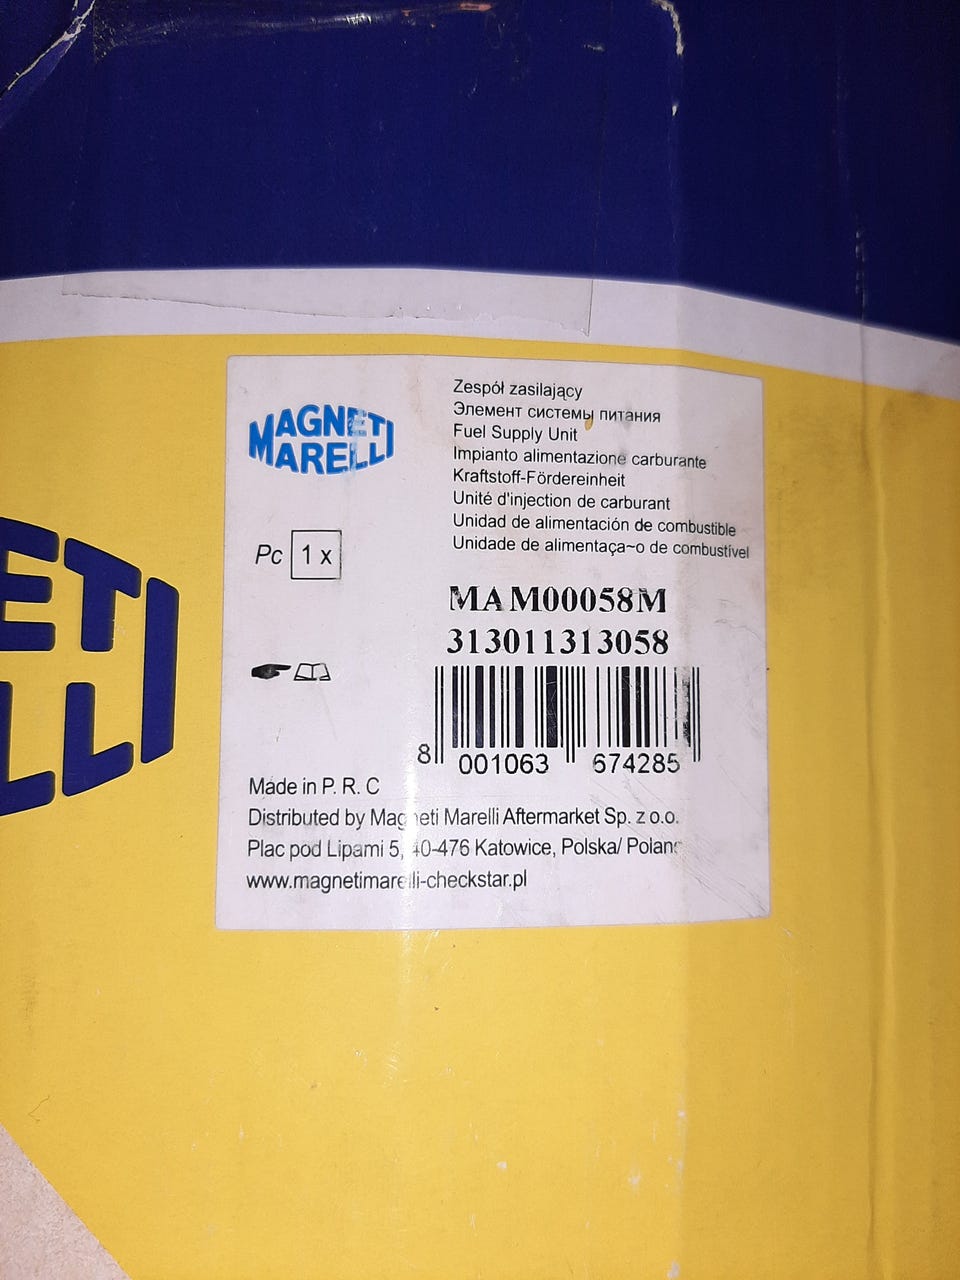 MAGNETI
MARELLI
Zespół zasilający
Элемент системы питания
Fuel Supply Unit
Impianto alimentazione carburante
Kraftstoff-Fördereinheit
Unité d'injection de carburant
Unidad de alimentación de combustible
Unidade de alimentaça~o de combustível
Pc 1 x
MAM00058M
313011313058
8 001063 674285
Made in P. R. C
Distributed by Magneti Marelli Aftermarket Sp. z o.o.
Plac pod Lipami 5, 40-476 Katowice, Polska/ Poland
www.magnetimarelli-checkstar.pl
ETI
LLI